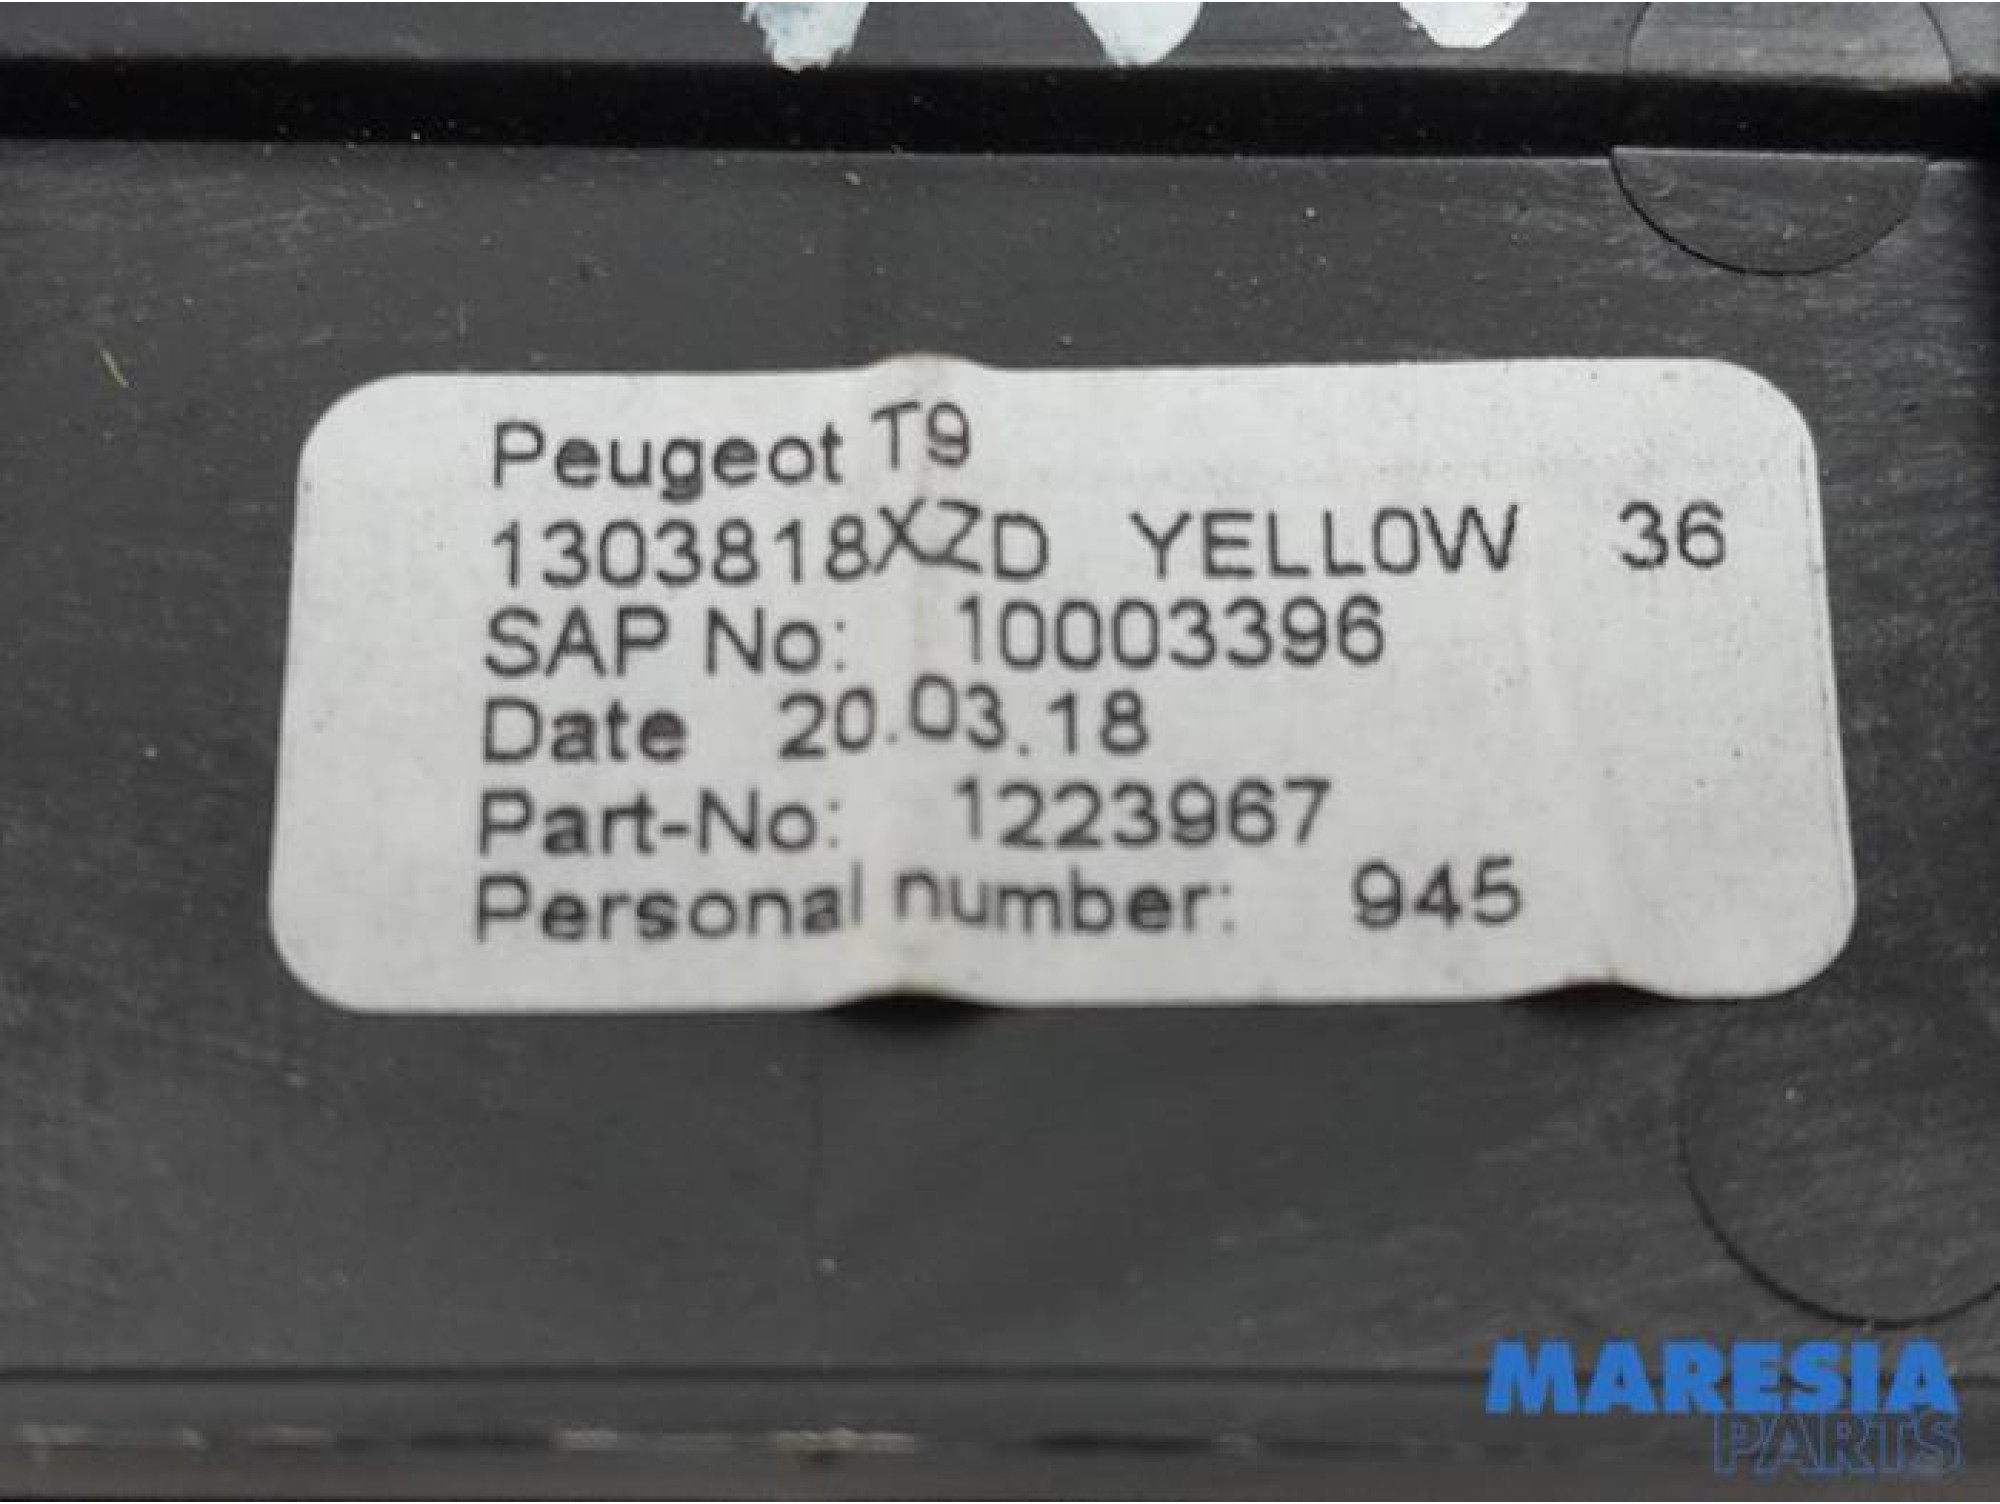 Peugeot T9
1303818XZD YELLOW 36
SAP No: 10003396
Date 20.03.18
Part-No: 1223967
Personal number: 945
MARESIA
PARTS